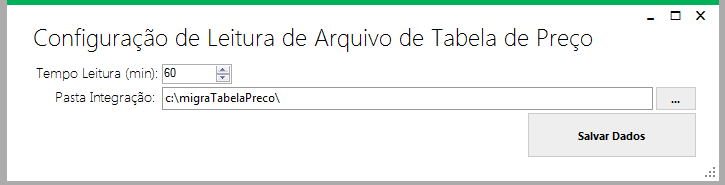 Configuração de Leitura de Arquivo de Tabela de Preço
Tempo Leitura (min): 60
Pasta Integração: c:\migraTabelaPreco\ ...
Salvar Dados